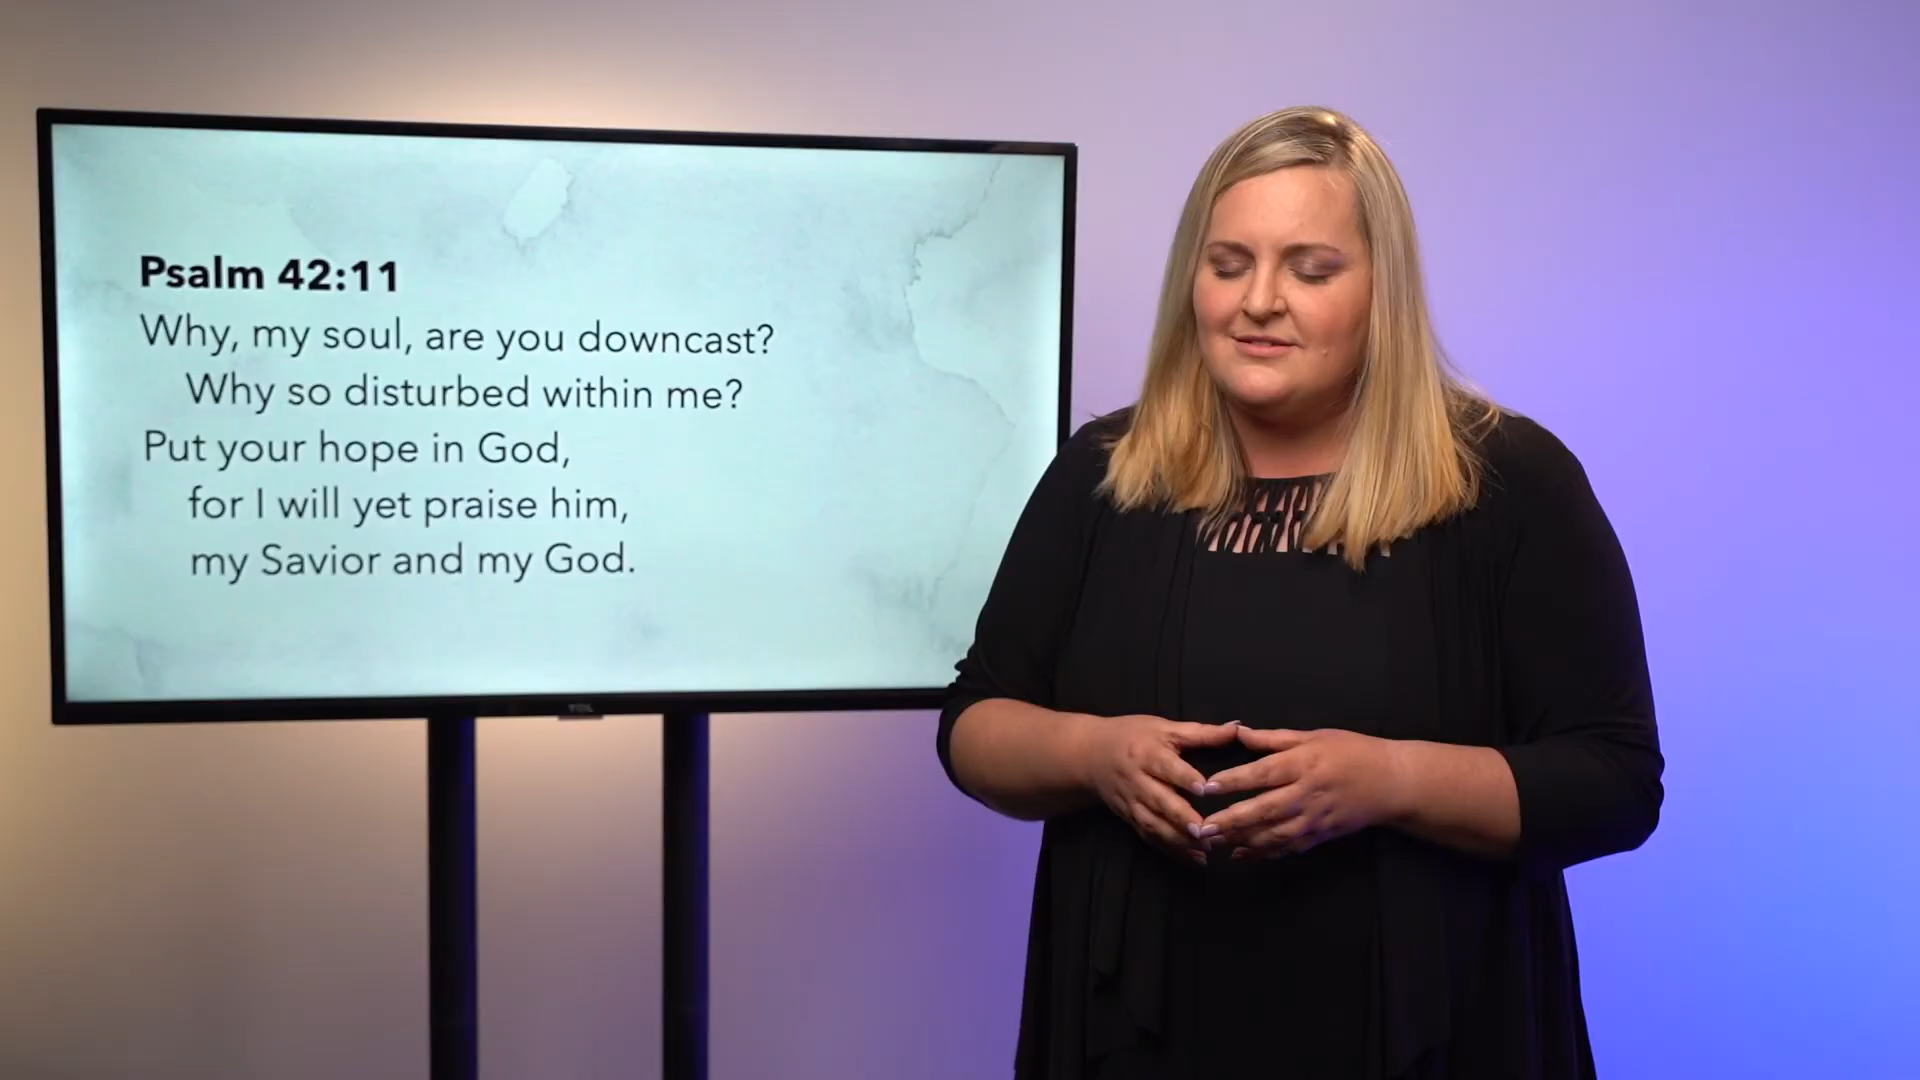 Psalm 42:11
Why, my soul, are you downcast?
Why so disturbed within me?
Put your hope in God,
for I will yet praise him,
my Savior and my God.
TCL